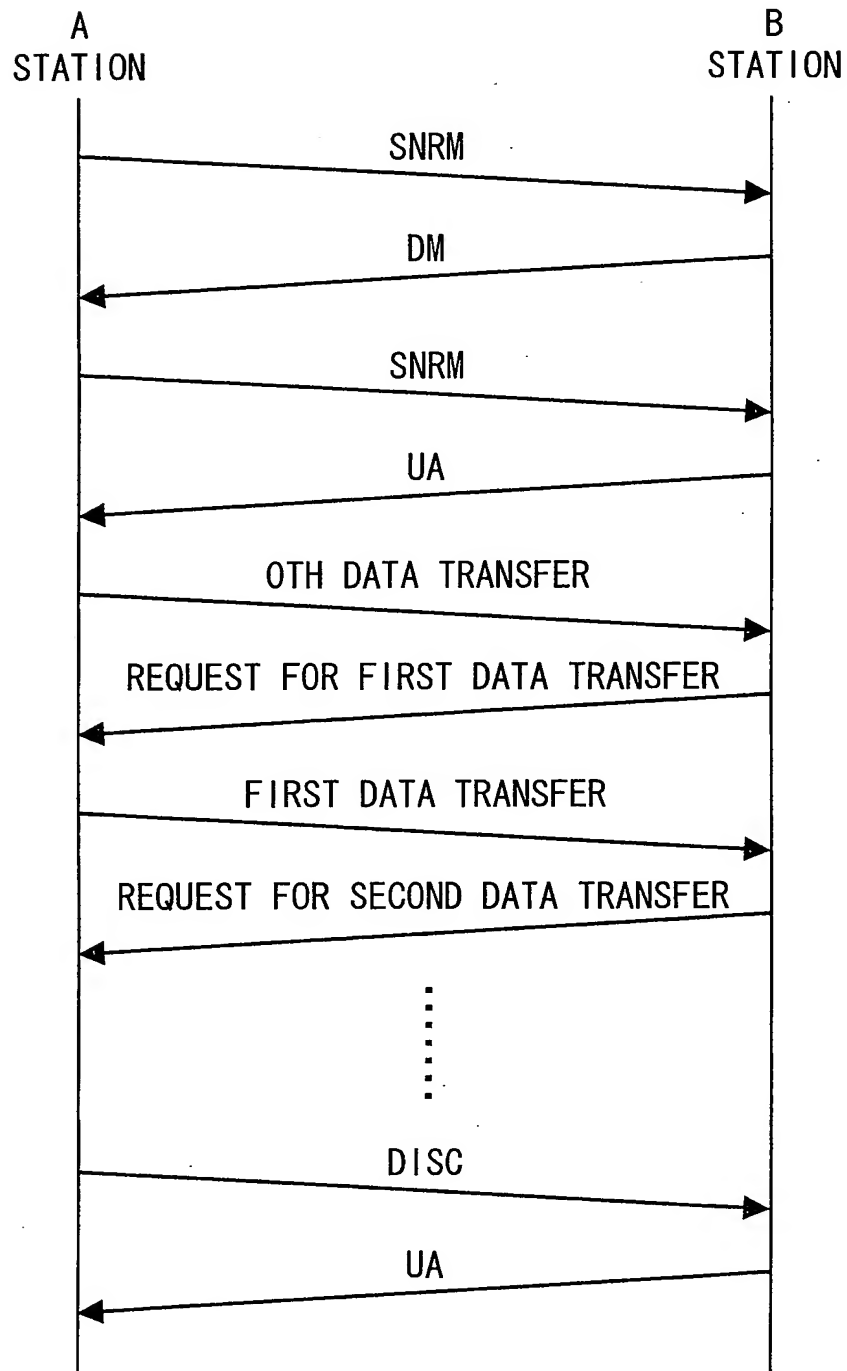 A
STATION
B
STATION
SNRM
DM
SNRM
UA
0TH DATA TRANSFER
REQUEST FOR FIRST DATA TRANSFER
FIRST DATA TRANSFER
REQUEST FOR SECOND DATA TRANSFER
DISC
UA